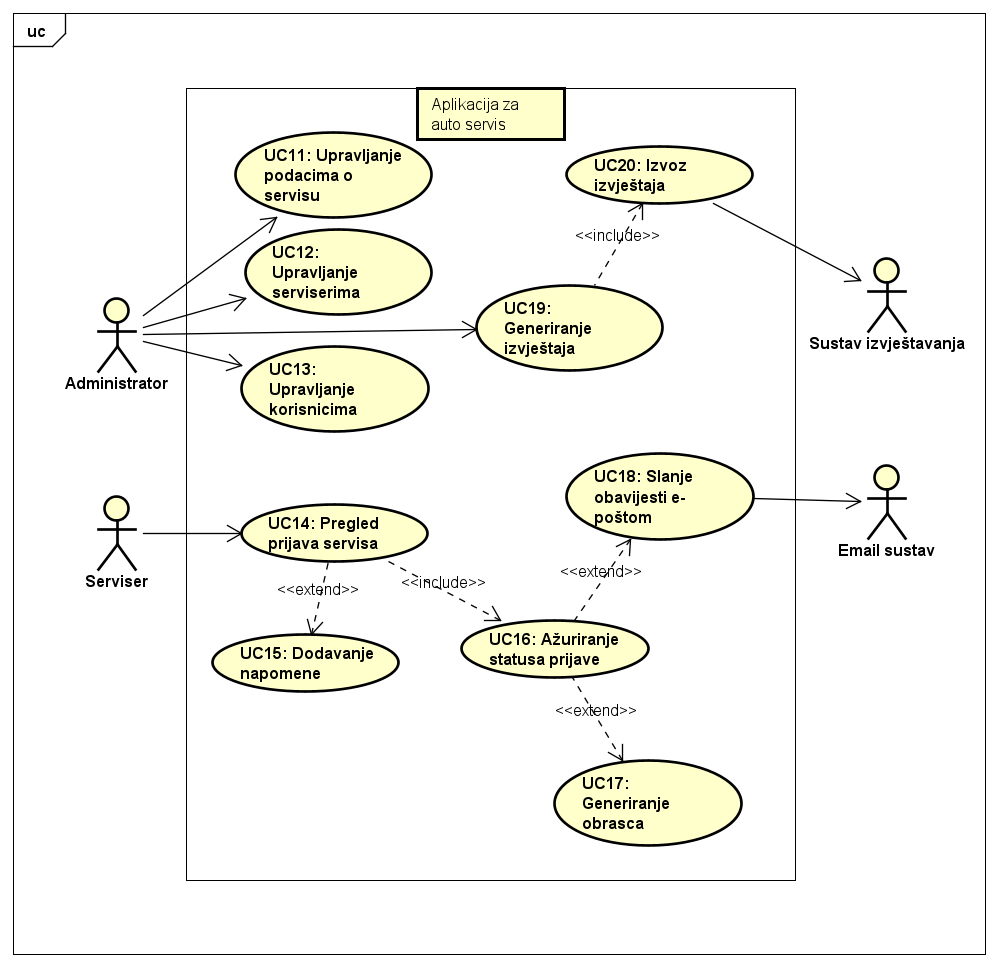 uc
Aplikacija za
auto servis
UC11: Upravljanje
podacima o
servisu
UC20: Izvoz
izvještaja
<<include>>
UC12:
Upravljanje
serviserima
UC19:
Generiranje
izvještaja
Sustav izvještavanja
Administrator
UC13:
Upravljanje
korisnicima
UC18: Slanje
obavijesti e-
poštom
Email sustav
UC14: Pregled
prijava servisa
Serviser
<<extend>>
<<include>>
<<extend>>
UC15: Dodavanje
napomene
UC16: Ažuriranje
statusa prijave
<<extend>>
UC17:
Generiranje
obrasca